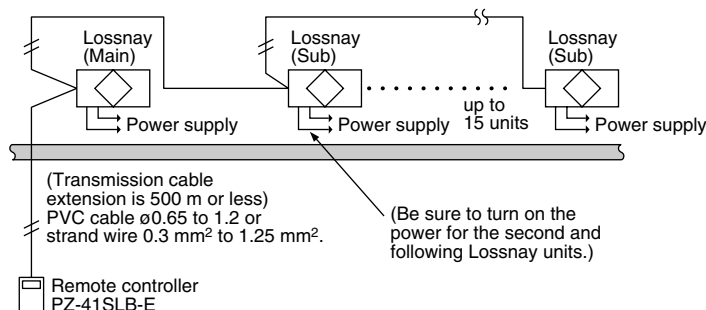 Lossnay
(Main)
Lossnay
(Sub)
Lossnay
(Sub)
up to
15 units
Power supply
Power supply
Power supply
(Transmission cable
extension is 500 m or less)
PVC cable ø0.65 to 1.2 or
strand wire 0.3 mm² to 1.25 mm².
(Be sure to turn on the
power for the second and
following Lossnay units.)
Remote controller
PZ-41SLB-E